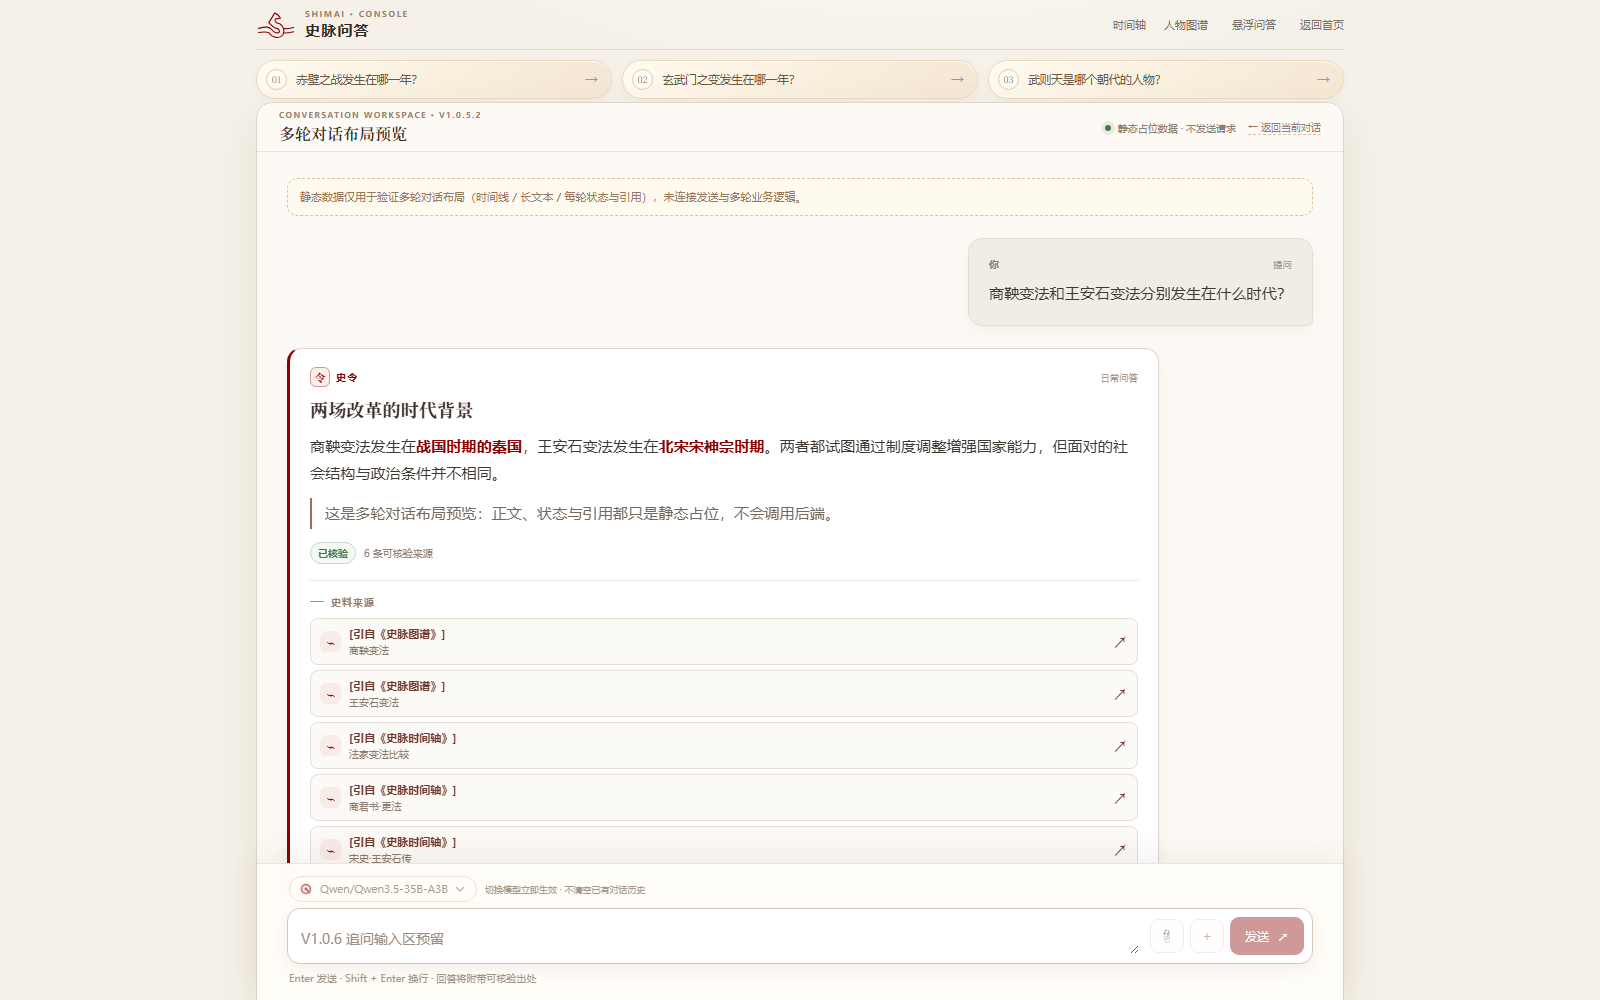 SHIMAI • CONSOLE
史脉问答
时间轴 人物图谱 悬浮问答 返回首页
01 赤壁之战发生在哪一年? →
02 玄武门之变发生在哪一年? →
03 武则天是哪个朝代的人物? →
CONVERSATION WORKSPACE • V1.0.5.2
多轮对话布局预览
静态占位数据 · 不发送请求 ← 返回当前对话
静态数据仅用于验证多轮对话布局（时间线 / 长文本 / 每轮状态与引用），未连接发送与多轮业务逻辑。
你 提问
商鞅变法和王安石变法分别发生在什么时代？
令 史令 日常问答
两场改革的时代背景
商鞅变法发生在战国时期的秦国，王安石变法发生在北宋宋神宗时期。两者都试图通过制度调整增强国家能力，但面对的社
会结构与政治条件并不相同。
这是多轮对话布局预览：正文、状态与引用都只是静态占位，不会调用后端。
已核验 6 条可核验来源
史料来源
[引自《史脉图谱》]
商鞅变法
[引自《史脉图谱》]
王安石变法
[引自《史脉时间轴》]
法家变法比较
[引自《史脉时间轴》]
商君书·更法
[引自《史脉时间轴》]
宋史·王安石传
Qwen/Qwen3.5-35B-A3B 切换模型立即生效 · 不清空已有对话历史
V1.0.6 追问输入区预留
发送 ↗
Enter 发送 · Shift + Enter 换行 · 回答将附带可核验出处